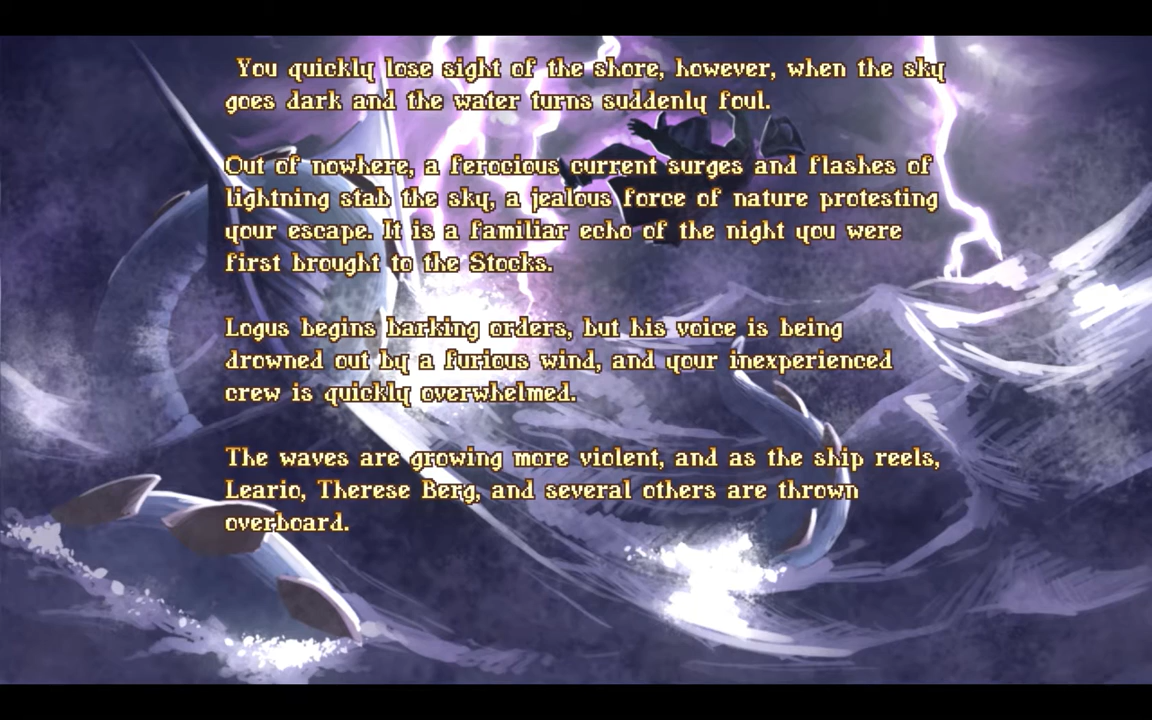 You quickly lose sight of the shore, however, when the sky
goes dark and the water turns suddenly foul.
Out of nowhere, a ferocious current surges and flashes of
lightning stab the sky, a jealous force of nature protesting
your escape. It is a familiar echo of the night you were
first brought to the Stocks.
Logus begins barking orders, but his voice is being
drowned out by a furious wind, and your inexperienced
crew is quickly overwhelmed.
The waves are growing more violent, and as the ship reels,
Leario, Therese Berg, and several others are thrown
overboard.